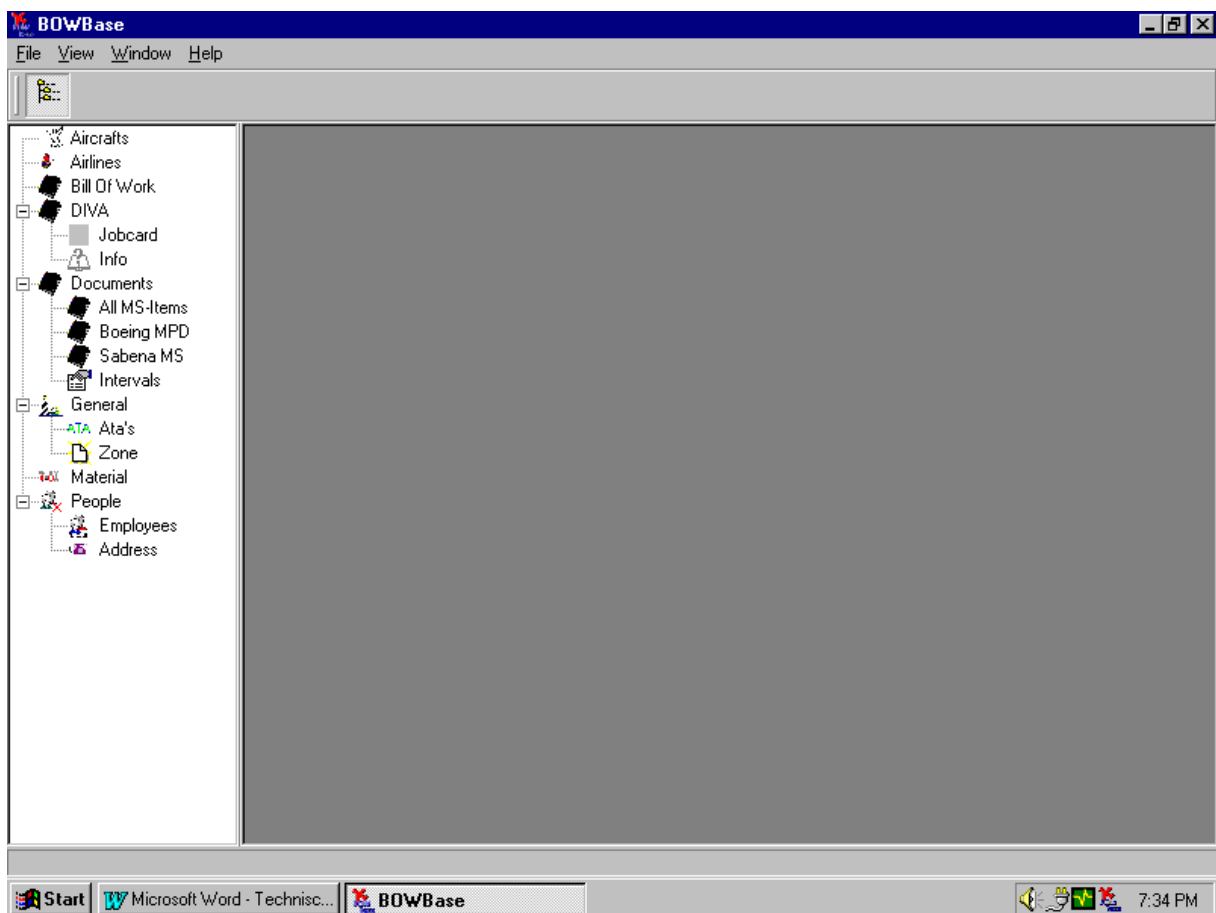 BOWBase
File View Window Help
Aircrafts
Airlines
Bill Of Work
DIVA
Jobcard
Info
Documents
All MS-Items
Boeing MPD
Sabena MS
Intervals
General
ATA Ata's
Zone
Material
People
Employees
Address
Start Microsoft Word - Technisc... BOWBase 7:34 PM